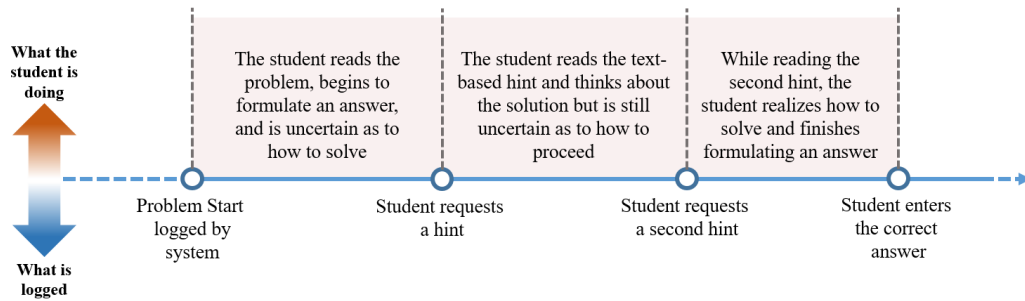 What the
student is
doing
The student reads the
problem, begins to
formulate an answer,
and is uncertain as to
how to solve
The student reads the text-
based hint and thinks about
the solution but is still
uncertain as to how to
proceed
While reading the
second hint, the
student realizes how to
solve and finishes
formulating an answer
What is
logged
Problem Start
logged by
system
Student requests
a hint
Student requests
a second hint
Student enters
the correct
answer